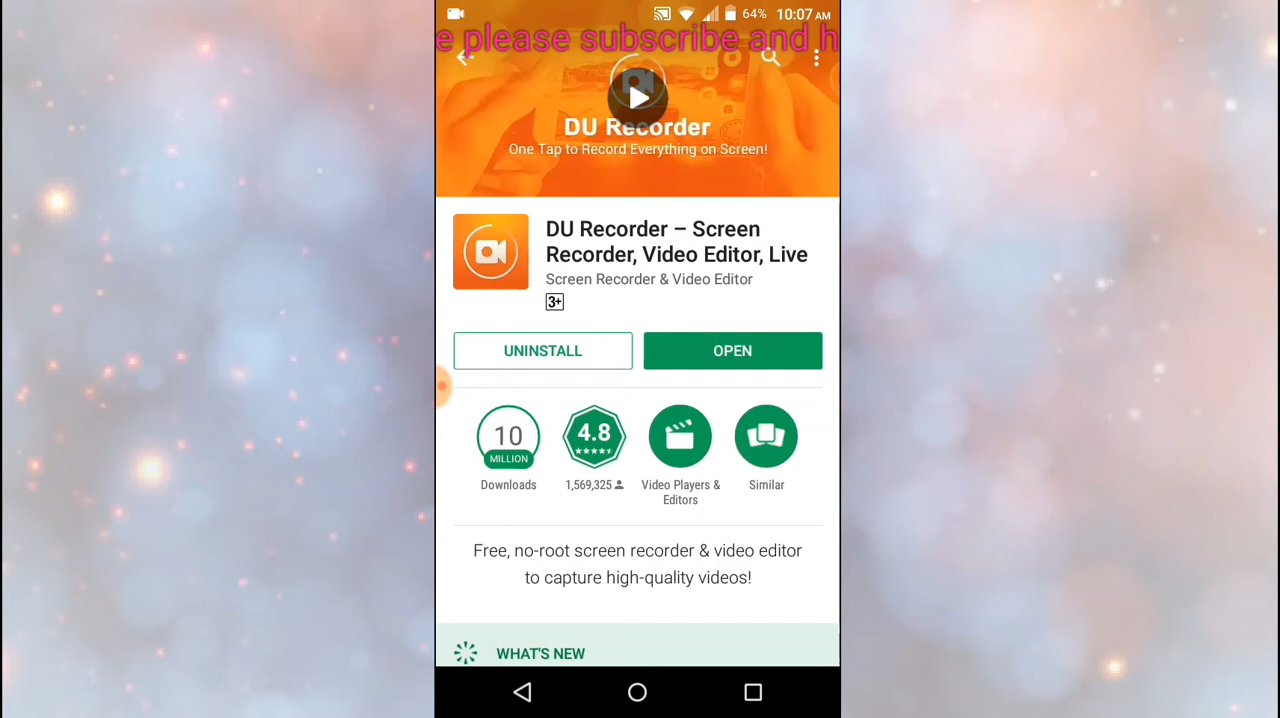 64% 10:07 AM
e please subscribe and h
DU Recorder
One Tap to Record Everything on Screen!
DU Recorder – Screen
Recorder, Video Editor, Live
Screen Recorder & Video Editor
3+
UNINSTALL
OPEN
10
MILLION
Downloads
4.8
1,569,325
Video Players &
Editors
Similar
Free, no-root screen recorder & video editor
to capture high-quality videos!
WHAT'S NEW